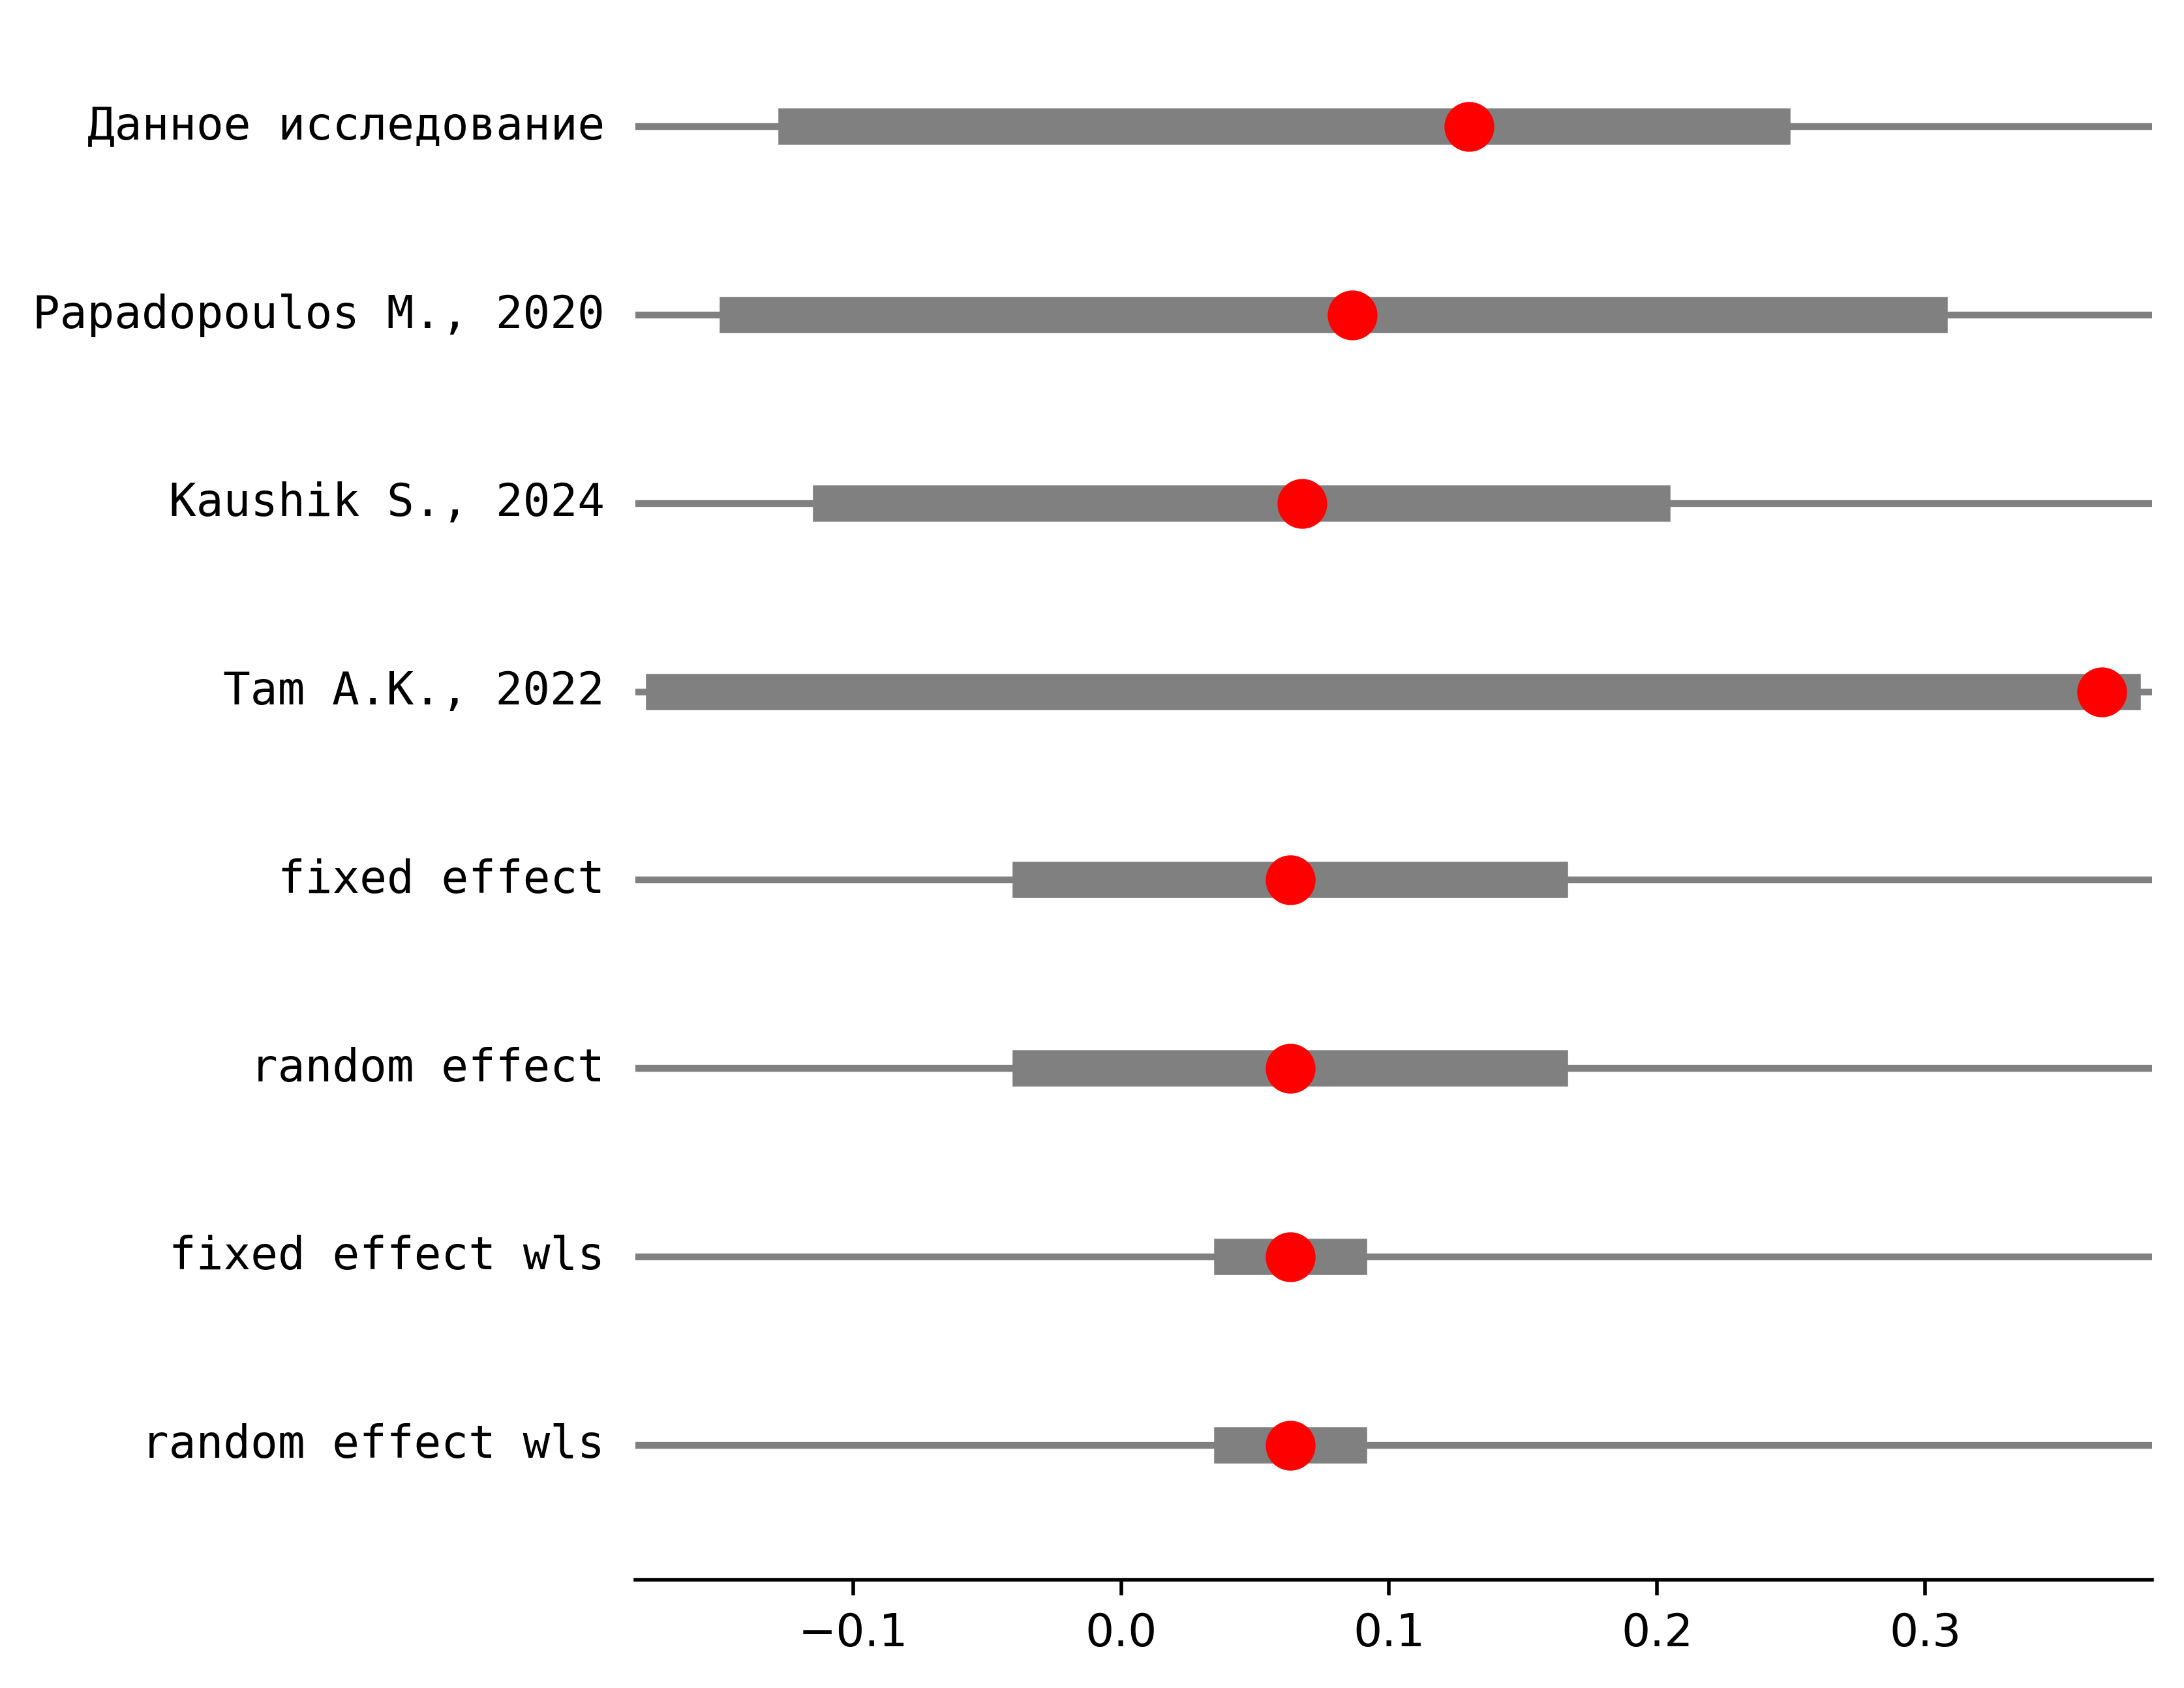 Данное исследование
Papadopoulos M., 2020
Kaushik S., 2024
Tam A.K., 2022
fixed effect
random effect
fixed effect wls
random effect wls
−0.1 0.0 0.1 0.2 0.3